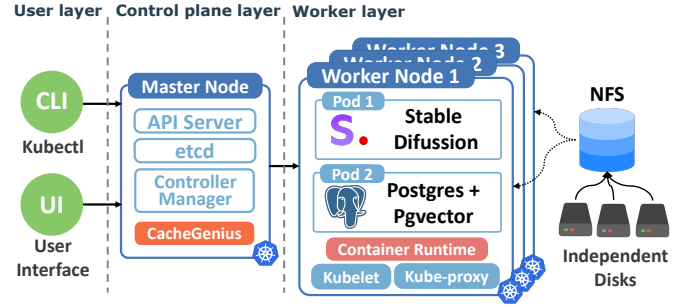 User layer
Control plane layer
Worker layer
CLI
Kubectl
UI
User
Interface
Master Node
API Server
etcd
Controller
Manager
CacheGenius
Worker Node 3
Worker Node 2
Worker Node 1
Pod 1
S.
Stable
Difussion
Pod 2
Postgres +
Pgvector
Container Runtime
Kubelet
Kube-proxy
NFS
Independent
Disks